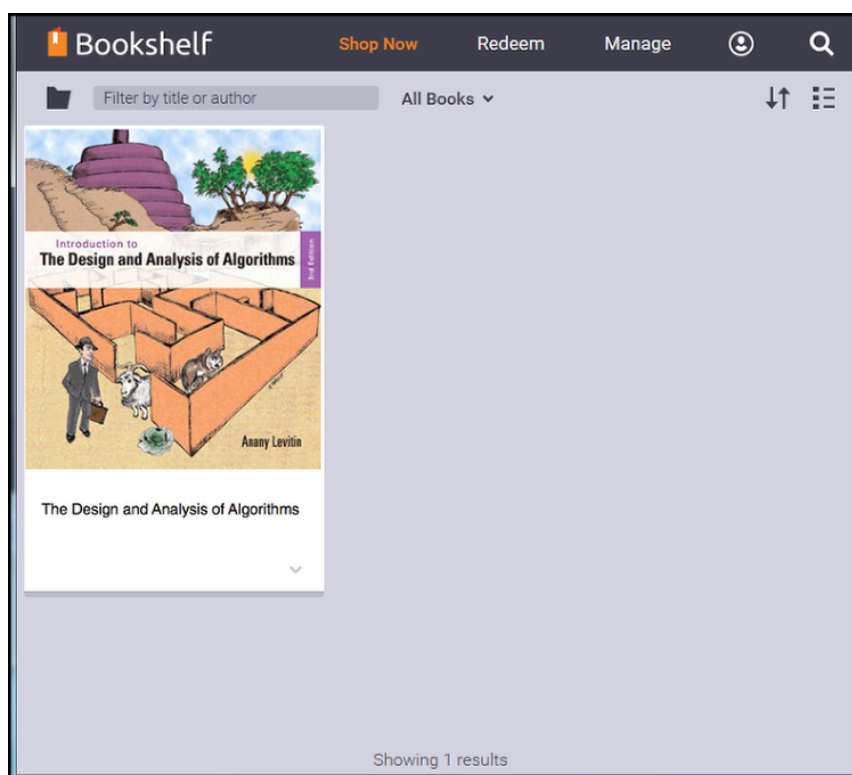 Bookshelf
Shop Now Redeem Manage
Filter by title or author
All Books
Introduction to
The Design and Analysis of Algorithms
3rd Edition
Anany Levitin
The Design and Analysis of Algorithms
Showing 1 results